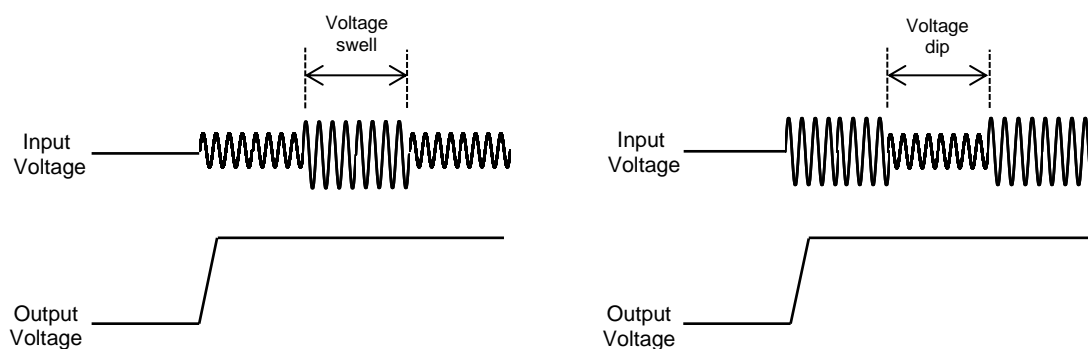 Voltage
swell
Input
Voltage
Output
Voltage
Voltage
dip
Input
Voltage
Output
Voltage